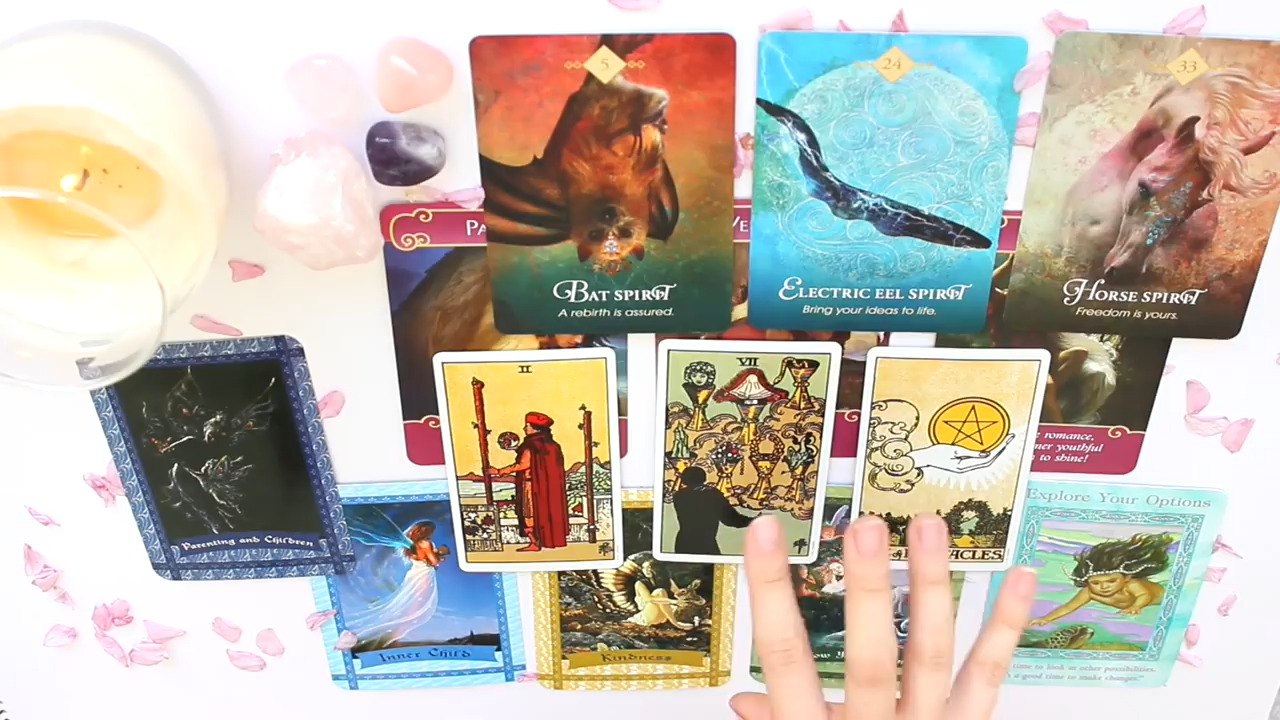 5
24
33
BAT SPIRIT
A rebirth is assured.
ELECTRIC EEL SPIRIT
Bring your ideas to life.
HORSE SPIRIT
Freedom is yours.
romance,
youthful
to shine!
II
VII
PENTACLES
Parenting and Children
Inner Child
Kindness
Explore Your Options
time to look at other possibilities.
a good time to make changes."